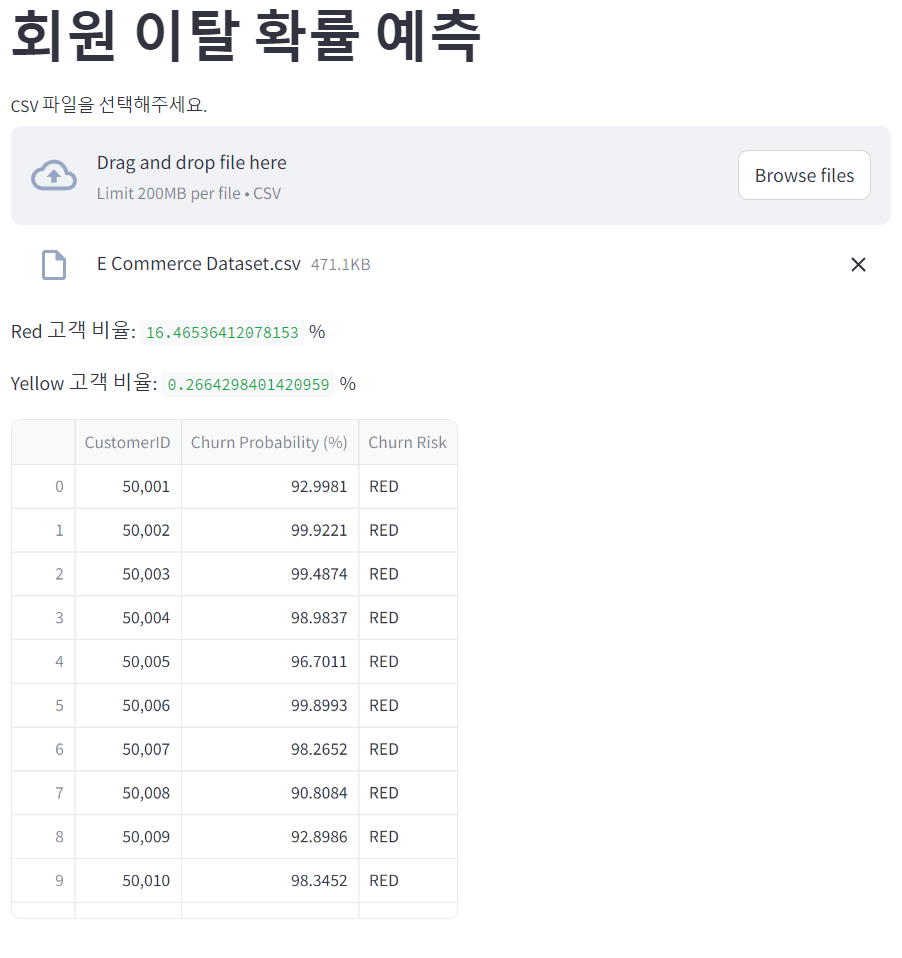 회원 이탈 확률 예측
CSV 파일을 선택해주세요.
Drag and drop file here
Limit 200MB per file • CSV
Browse files
E Commerce Dataset.csv 471.1KB
Red 고객 비율: 16.46536412078153 %
Yellow 고객 비율: 0.2664298401420959 %
CustomerID Churn Probability (%) Churn Risk
0 50,001 92.9981 RED
1 50,002 99.9221 RED
2 50,003 99.4874 RED
3 50,004 98.9837 RED
4 50,005 96.7011 RED
5 50,006 99.8993 RED
6 50,007 98.2652 RED
7 50,008 90.8084 RED
8 50,009 92.8986 RED
9 50,010 98.3452 RED